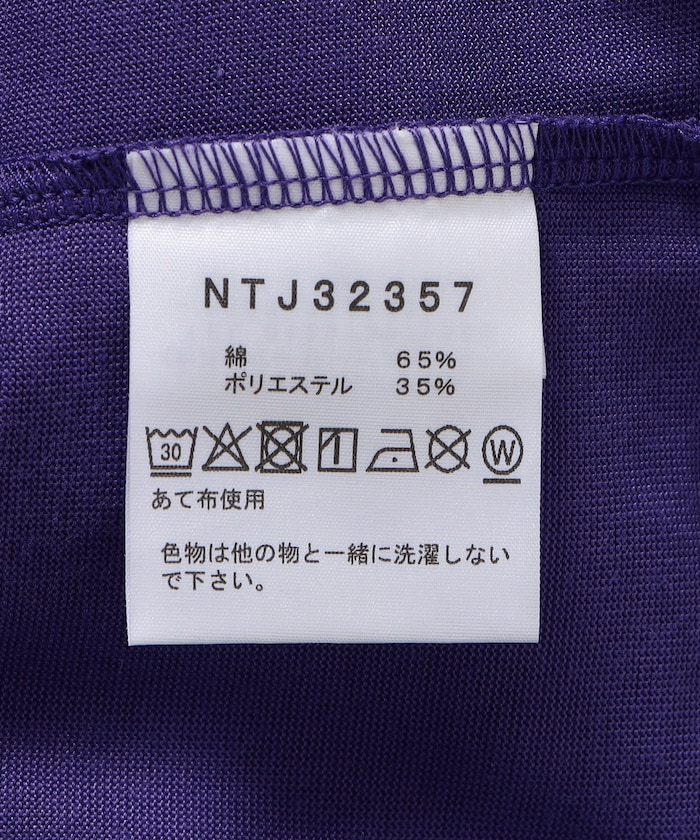 NTJ32357
綿 65%
ポリエステル 35%
30 W
あて布使用
色物は他の物と一緒に洗濯しない
で下さい。